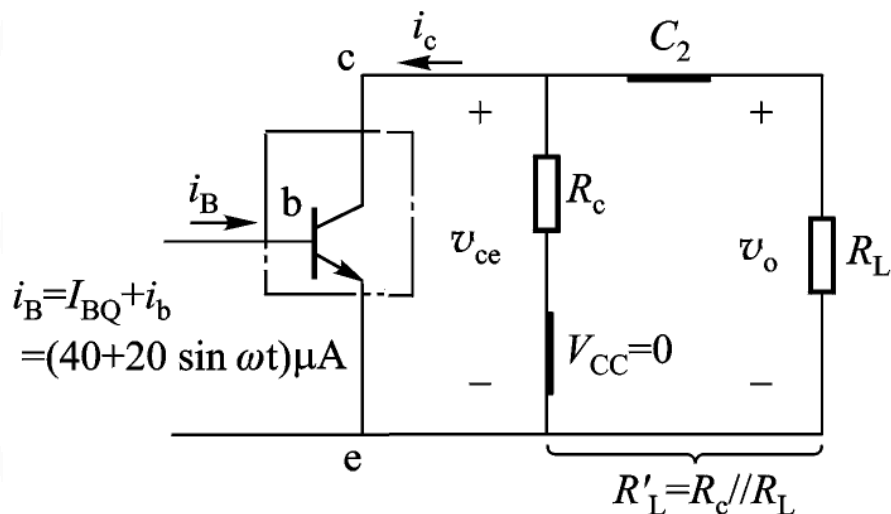 i_c
c
C_2
+
+
i_B
b
R_c
v_ce
v_o
R_L
i_B=I_BQ+i_b
=(40+20 sin ωt)μA
V_CC=0
−
−
e
R'_L=R_c//R_L